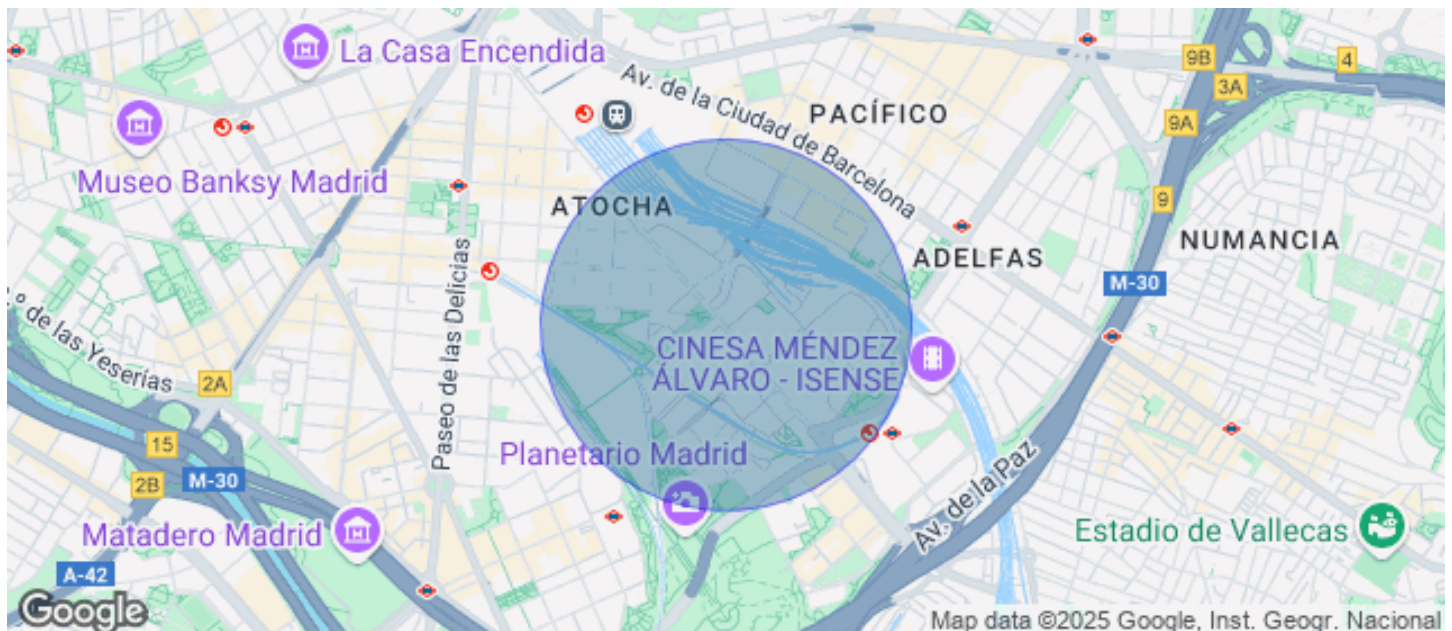 La Casa Encendida
Av. de la Ciudad de Barcelona
9B
4
3A
PACÍFICO
9A
Museo Banksy Madrid
ATOCHA
9
NUMANCIA
ADELFAS
M-30
Paseo de las Delicias
.º de las Yeserías
2A
CINESA MÉNDEZ
ÁLVARO - ISENSE
15
M-30
2B
Planetario Madrid
Av. de la Paz
Matadero Madrid
Estadio de Vallecas
A-42
Google
Map data ©2025 Google, Inst. Geogr. Nacional